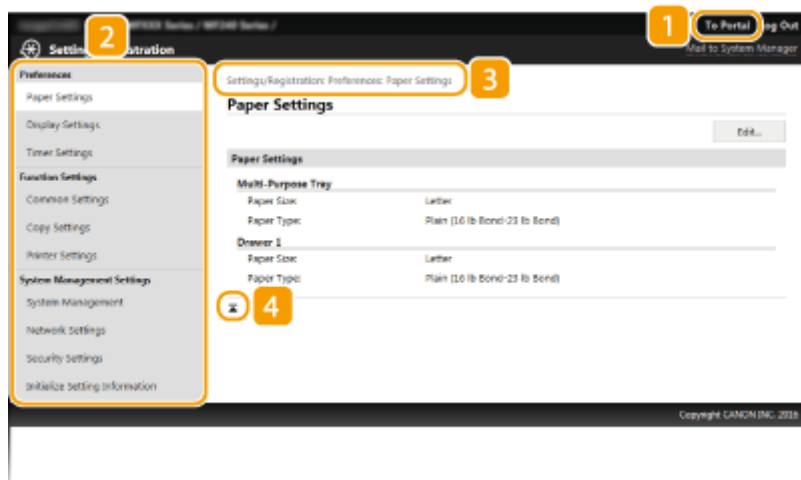 MF240 Series /
1
To Portal
Log Out
2
Mail to System Manager
Preferences
Settings/Registration: Preferences: Paper Settings
3
Paper Settings
Paper Settings
Display Settings
Edit...
Timer Settings
Paper Settings
Function Settings
Multi-Purpose Tray
Common Settings
Paper Size:
Letter
Paper Type:
Plain (16 lb Bond-23 lb Bond)
Copy Settings
Drawer 1
Printer Settings
Paper Size:
Letter
System Management Settings
Paper Type:
Plain (16 lb Bond-23 lb Bond)
System Management
4
Network Settings
Security Settings
Initialize Setting Information
Copyright CANON INC. 2016